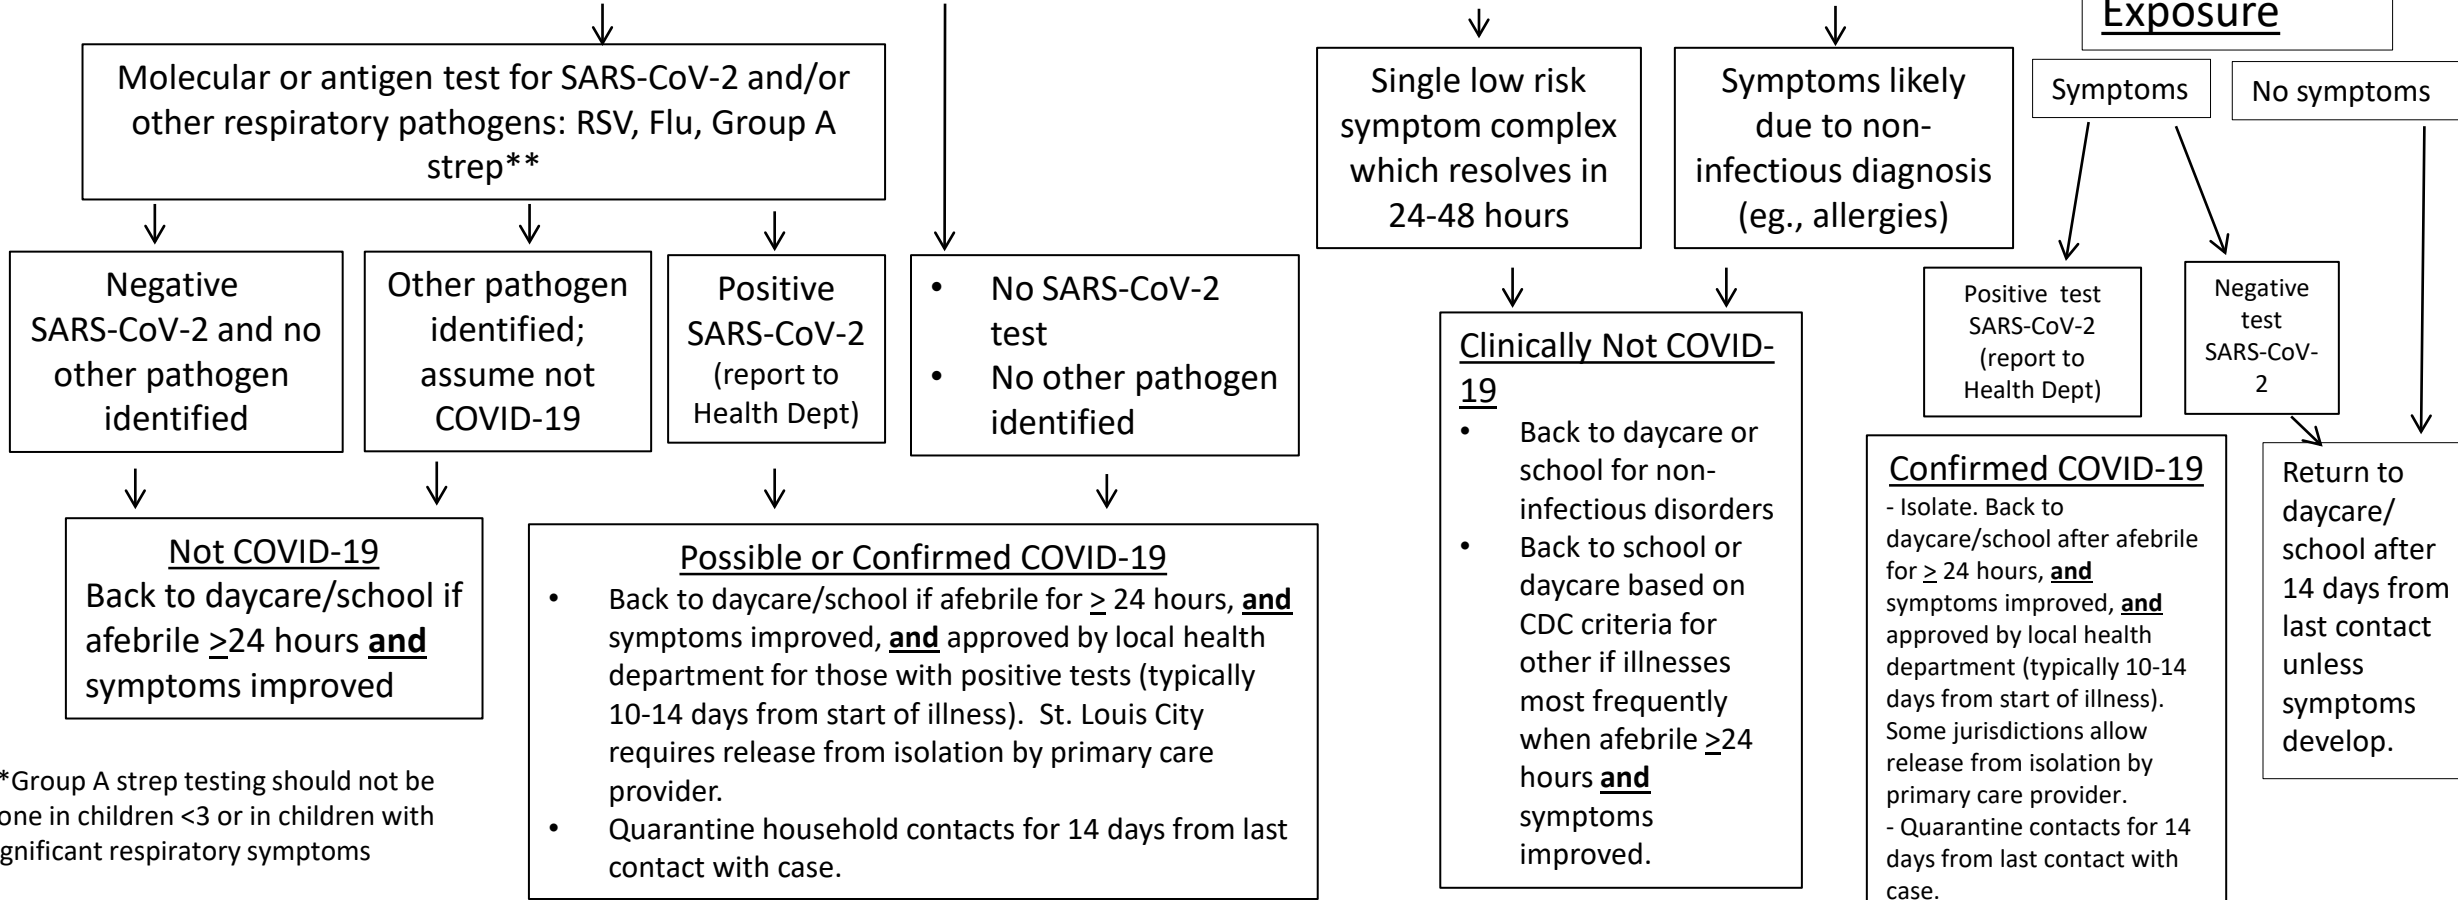 Exposure
Molecular or antigen test for SARS-CoV-2 and/or
other respiratory pathogens: RSV, Flu, Group A
strep**
Single low risk
symptom complex
which resolves in
24-48 hours
Symptoms likely
due to non-
infectious diagnosis
(eg., allergies)
Symptoms
No symptoms
Negative
SARS-CoV-2 and no
other pathogen
identified
Other pathogen
identified;
assume not
COVID-19
Positive
SARS-CoV-2
(report to
Health Dept)
• No SARS-CoV-2
test
• No other pathogen
identified
Positive test
SARS-CoV-2
(report to
Health Dept)
Negative
test
SARS-CoV-
2
Not COVID-19
Back to daycare/school if
afebrile ≥24 hours and
symptoms improved
Possible or Confirmed COVID-19
• Back to daycare/school if afebrile for ≥ 24 hours, and
symptoms improved, and approved by local health
department for those with positive tests (typically
10-14 days from start of illness). St. Louis City
requires release from isolation by primary care
provider.
• Quarantine household contacts for 14 days from last
contact with case.
Clinically Not COVID-
19
• Back to daycare or
school for non-
infectious disorders
• Back to school or
daycare based on
CDC criteria for
other if illnesses
most frequently
when afebrile ≥24
hours and
symptoms
improved.
Confirmed COVID-19
- Isolate. Back to
daycare/school after afebrile
for ≥ 24 hours, and
symptoms improved, and
approved by local health
department (typically 10-14
days from start of illness).
Some jurisdictions allow
release from isolation by
primary care provider.
- Quarantine contacts for 14
days from last contact with
case.
Return to
daycare/
school after
14 days from
last contact
unless
symptoms
develop.
*Group A strep testing should not be
one in children <3 or in children with
gnificant respiratory symptoms